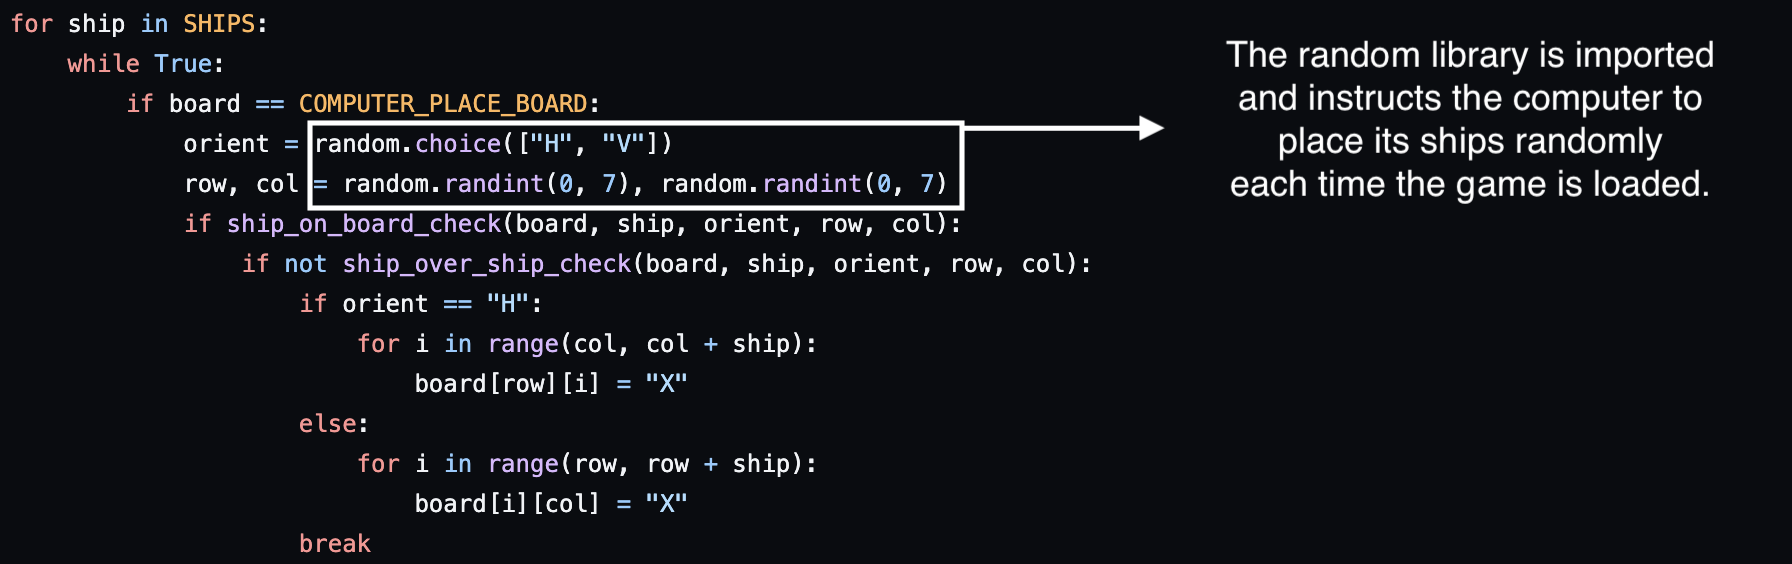 for ship in SHIPS:
    while True:
        if board == COMPUTER_PLACE_BOARD:
            orient = random.choice(["H", "V"])
            row, col = random.randint(0, 7), random.randint(0, 7)
            if ship_on_board_check(board, ship, orient, row, col):
                if not ship_over_ship_check(board, ship, orient, row, col):
                    if orient == "H":
                        for i in range(col, col + ship):
                            board[row][i] = "X"
                    else:
                        for i in range(row, row + ship):
                            board[i][col] = "X"
                    break
The random library is imported
and instructs the computer to
place its ships randomly
each time the game is loaded.